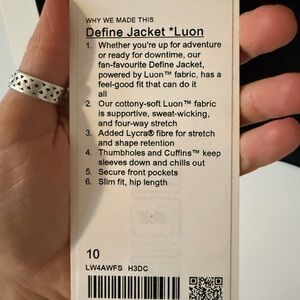 WHY WE MADE THIS
Define Jacket *Luon
1. Whether you're up for adventure
or ready for downtime, our
fan-favourite Define Jacket,
powered by Luon™ fabric, has a
feel-good fit that can do it
all
2. Our cottony-soft Luon™ fabric
is supportive, sweat-wicking,
and four-way stretch
3. Added Lycra® fibre for stretch
and shape retention
4. Thumbholes and Cuffins™ keep
sleeves down and chills out
5. Secure front pockets
6. Slim fit, hip length
10
LW4AWFS H3DC